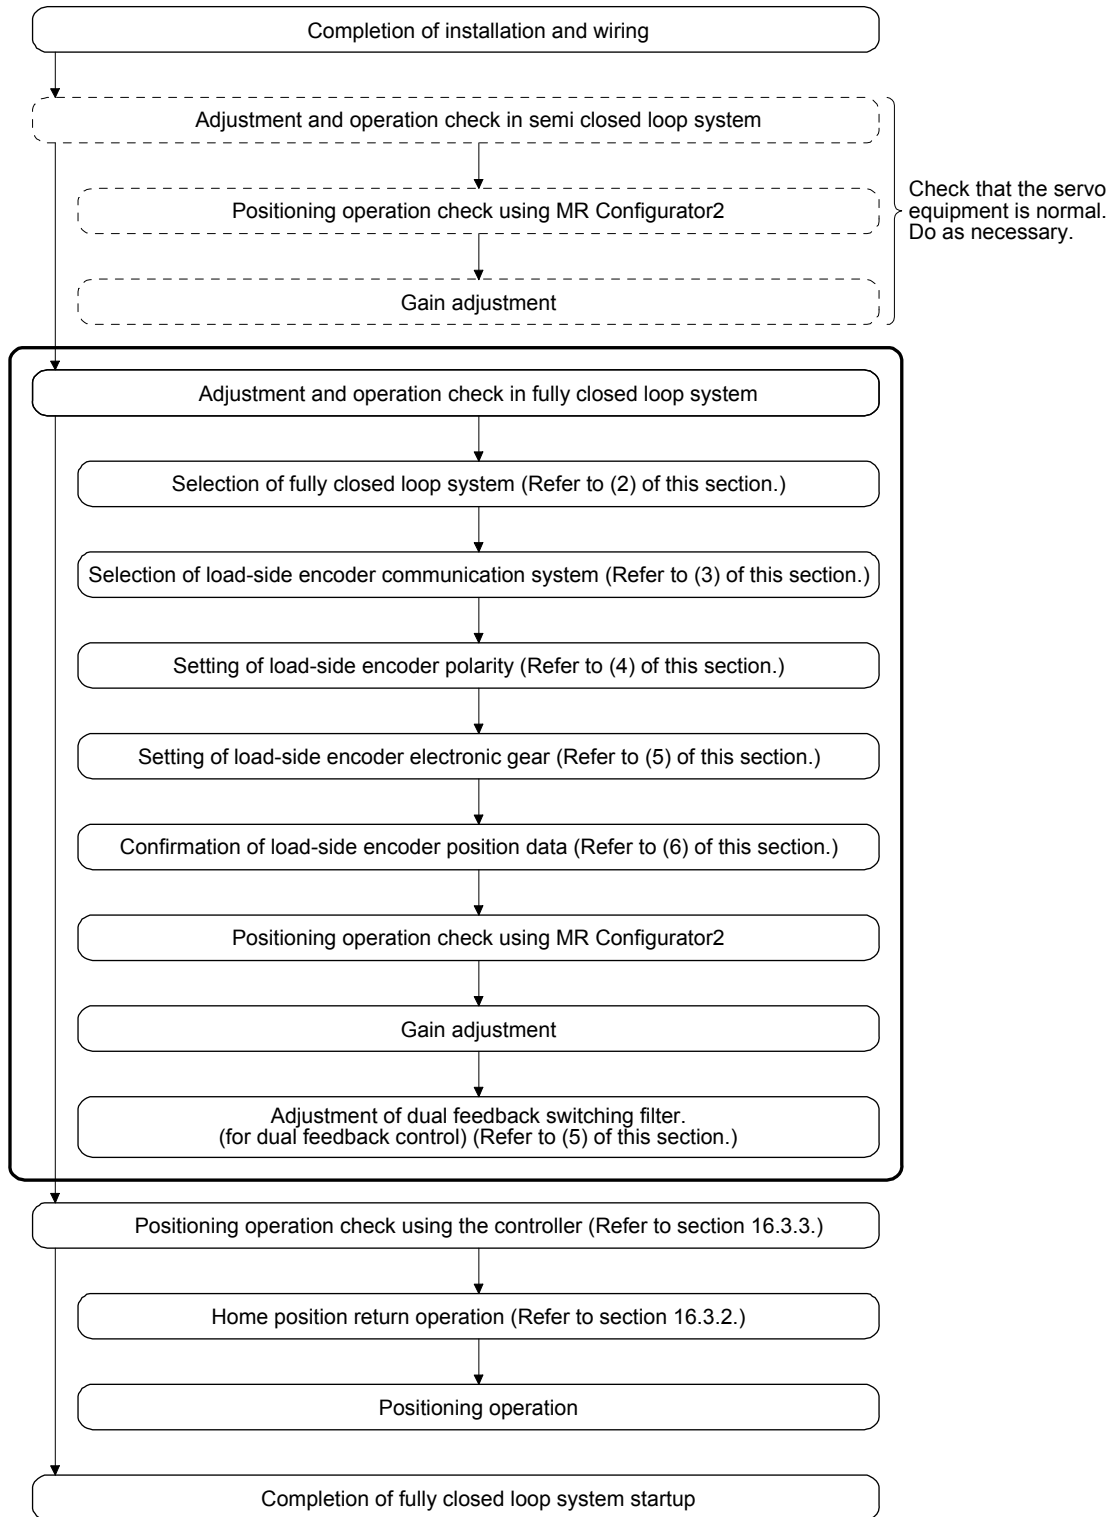 Completion of installation and wiring
Adjustment and operation check in semi closed loop system
Positioning operation check using MR Configurator2
Gain adjustment
Check that the servo
equipment is normal.
Do as necessary.
Adjustment and operation check in fully closed loop system
Selection of fully closed loop system (Refer to (2) of this section.)
Selection of load-side encoder communication system (Refer to (3) of this section.)
Setting of load-side encoder polarity (Refer to (4) of this section.)
Setting of load-side encoder electronic gear (Refer to (5) of this section.)
Confirmation of load-side encoder position data (Refer to (6) of this section.)
Positioning operation check using MR Configurator2
Gain adjustment
Adjustment of dual feedback switching filter.
(for dual feedback control) (Refer to (5) of this section.)
Positioning operation check using the controller (Refer to section 16.3.3.)
Home position return operation (Refer to section 16.3.2.)
Positioning operation
Completion of fully closed loop system startup